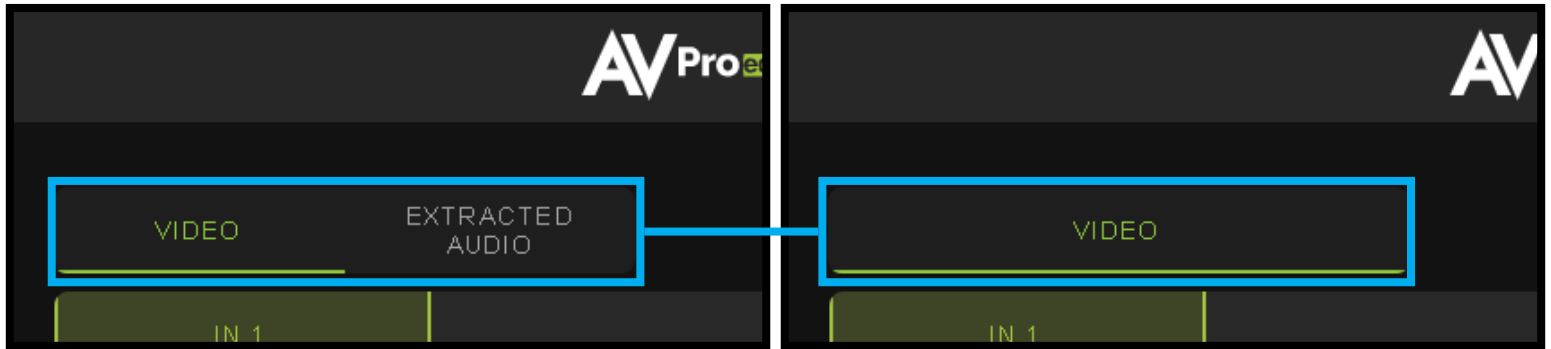 AVPro
VIDEO
EXTRACTED
AUDIO
IN 1
AV
VIDEO
IN 1